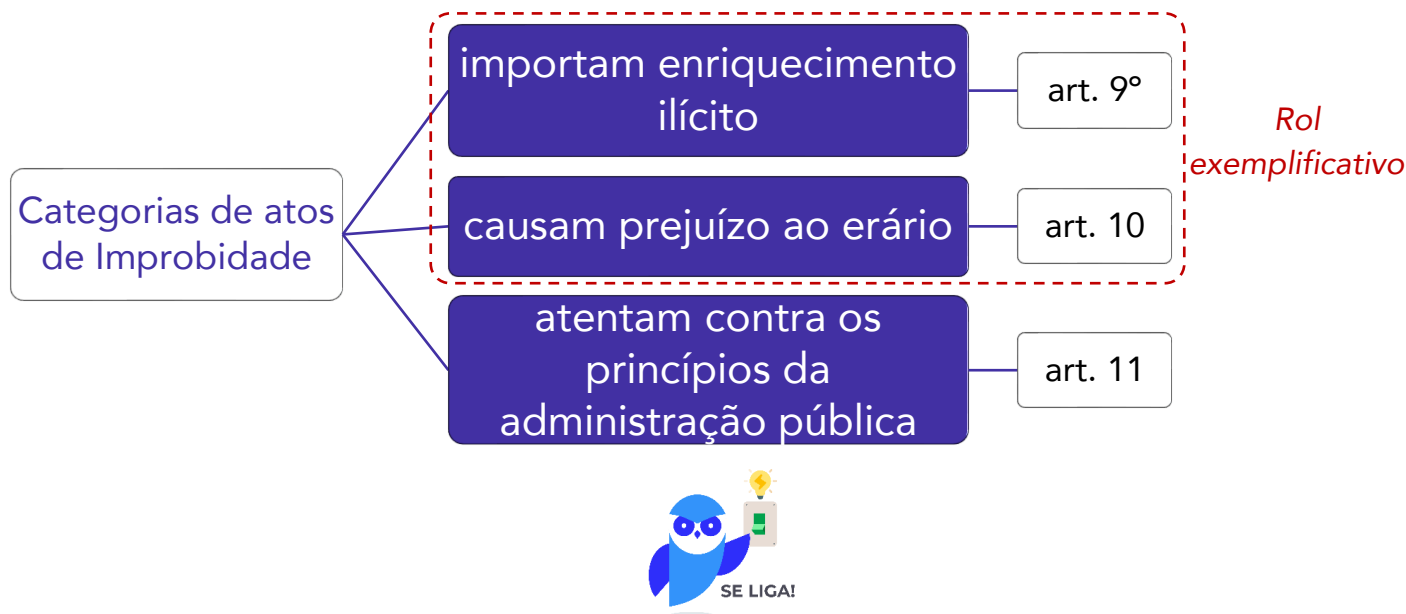 importam enriquecimento
ilícito
art. 9º
Rol
exemplificativo
Categorias de atos
de Improbidade
causam prejuízo ao erário
art. 10
atentam contra os
princípios da
administração pública
art. 11
SE LIGA!